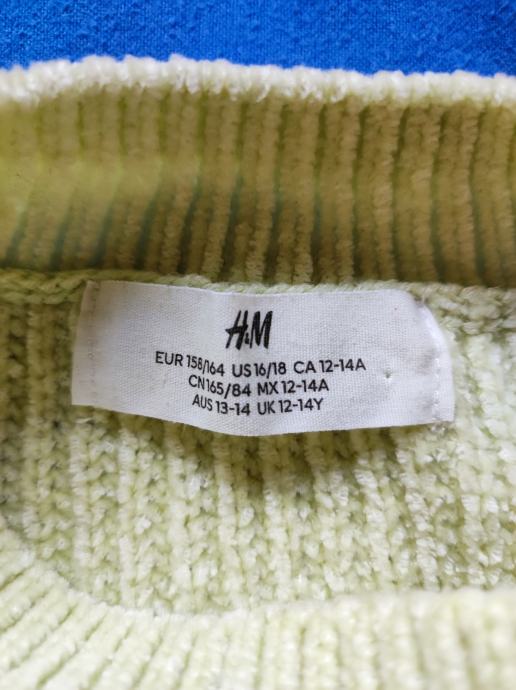 H&M
EUR 158/164 US 16/18 CA 12-14A
CN 165/84 MX 12-14A
AUS 13-14 UK 12-14Y